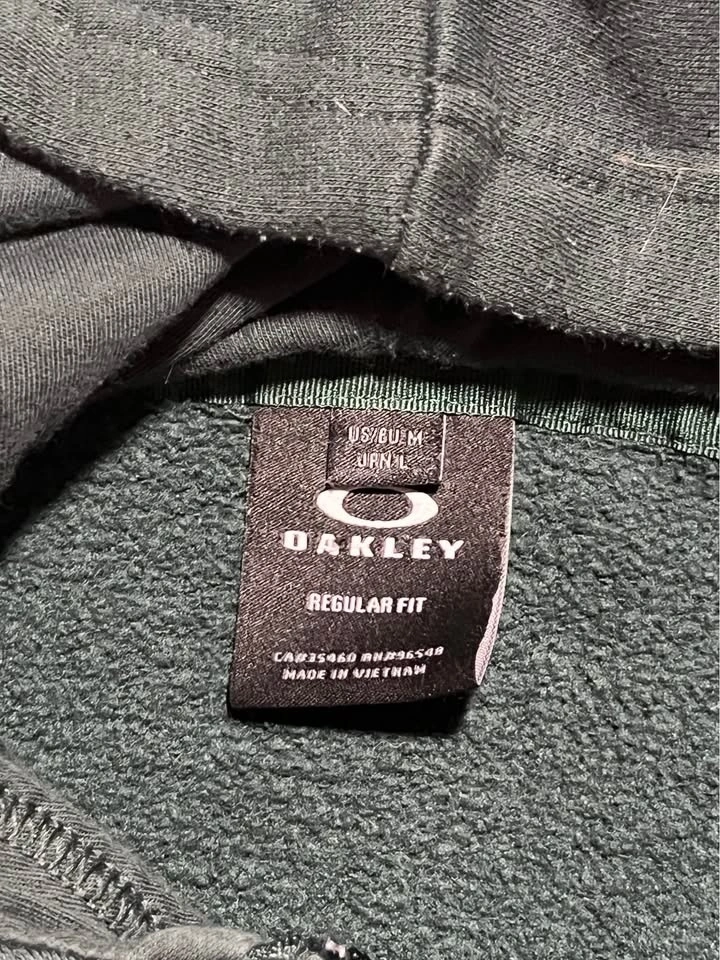 US/EU-M
JPN-L
OAKLEY
REGULAR FIT
CA#35460 RN#96548
MADE IN VIETNAM